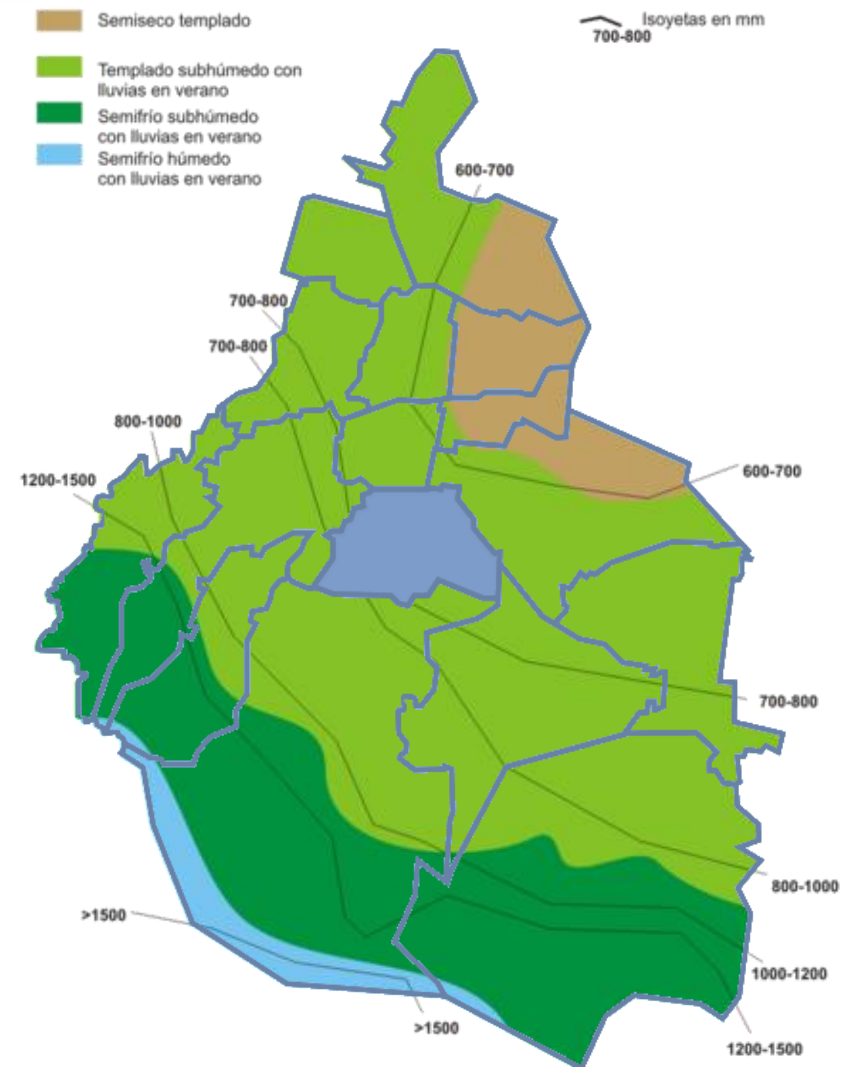 Semiseco templado
Templado subhúmedo con
lluvias en verano
Semifrío subhúmedo
con lluvias en verano
Semifrío húmedo
con lluvias en verano
Isoyetas en mm
700-800
600-700
700-800
700-800
800-1000
1200-1500
600-700
700-800
800-1000
>1500
1000-1200
>1500
1200-1500